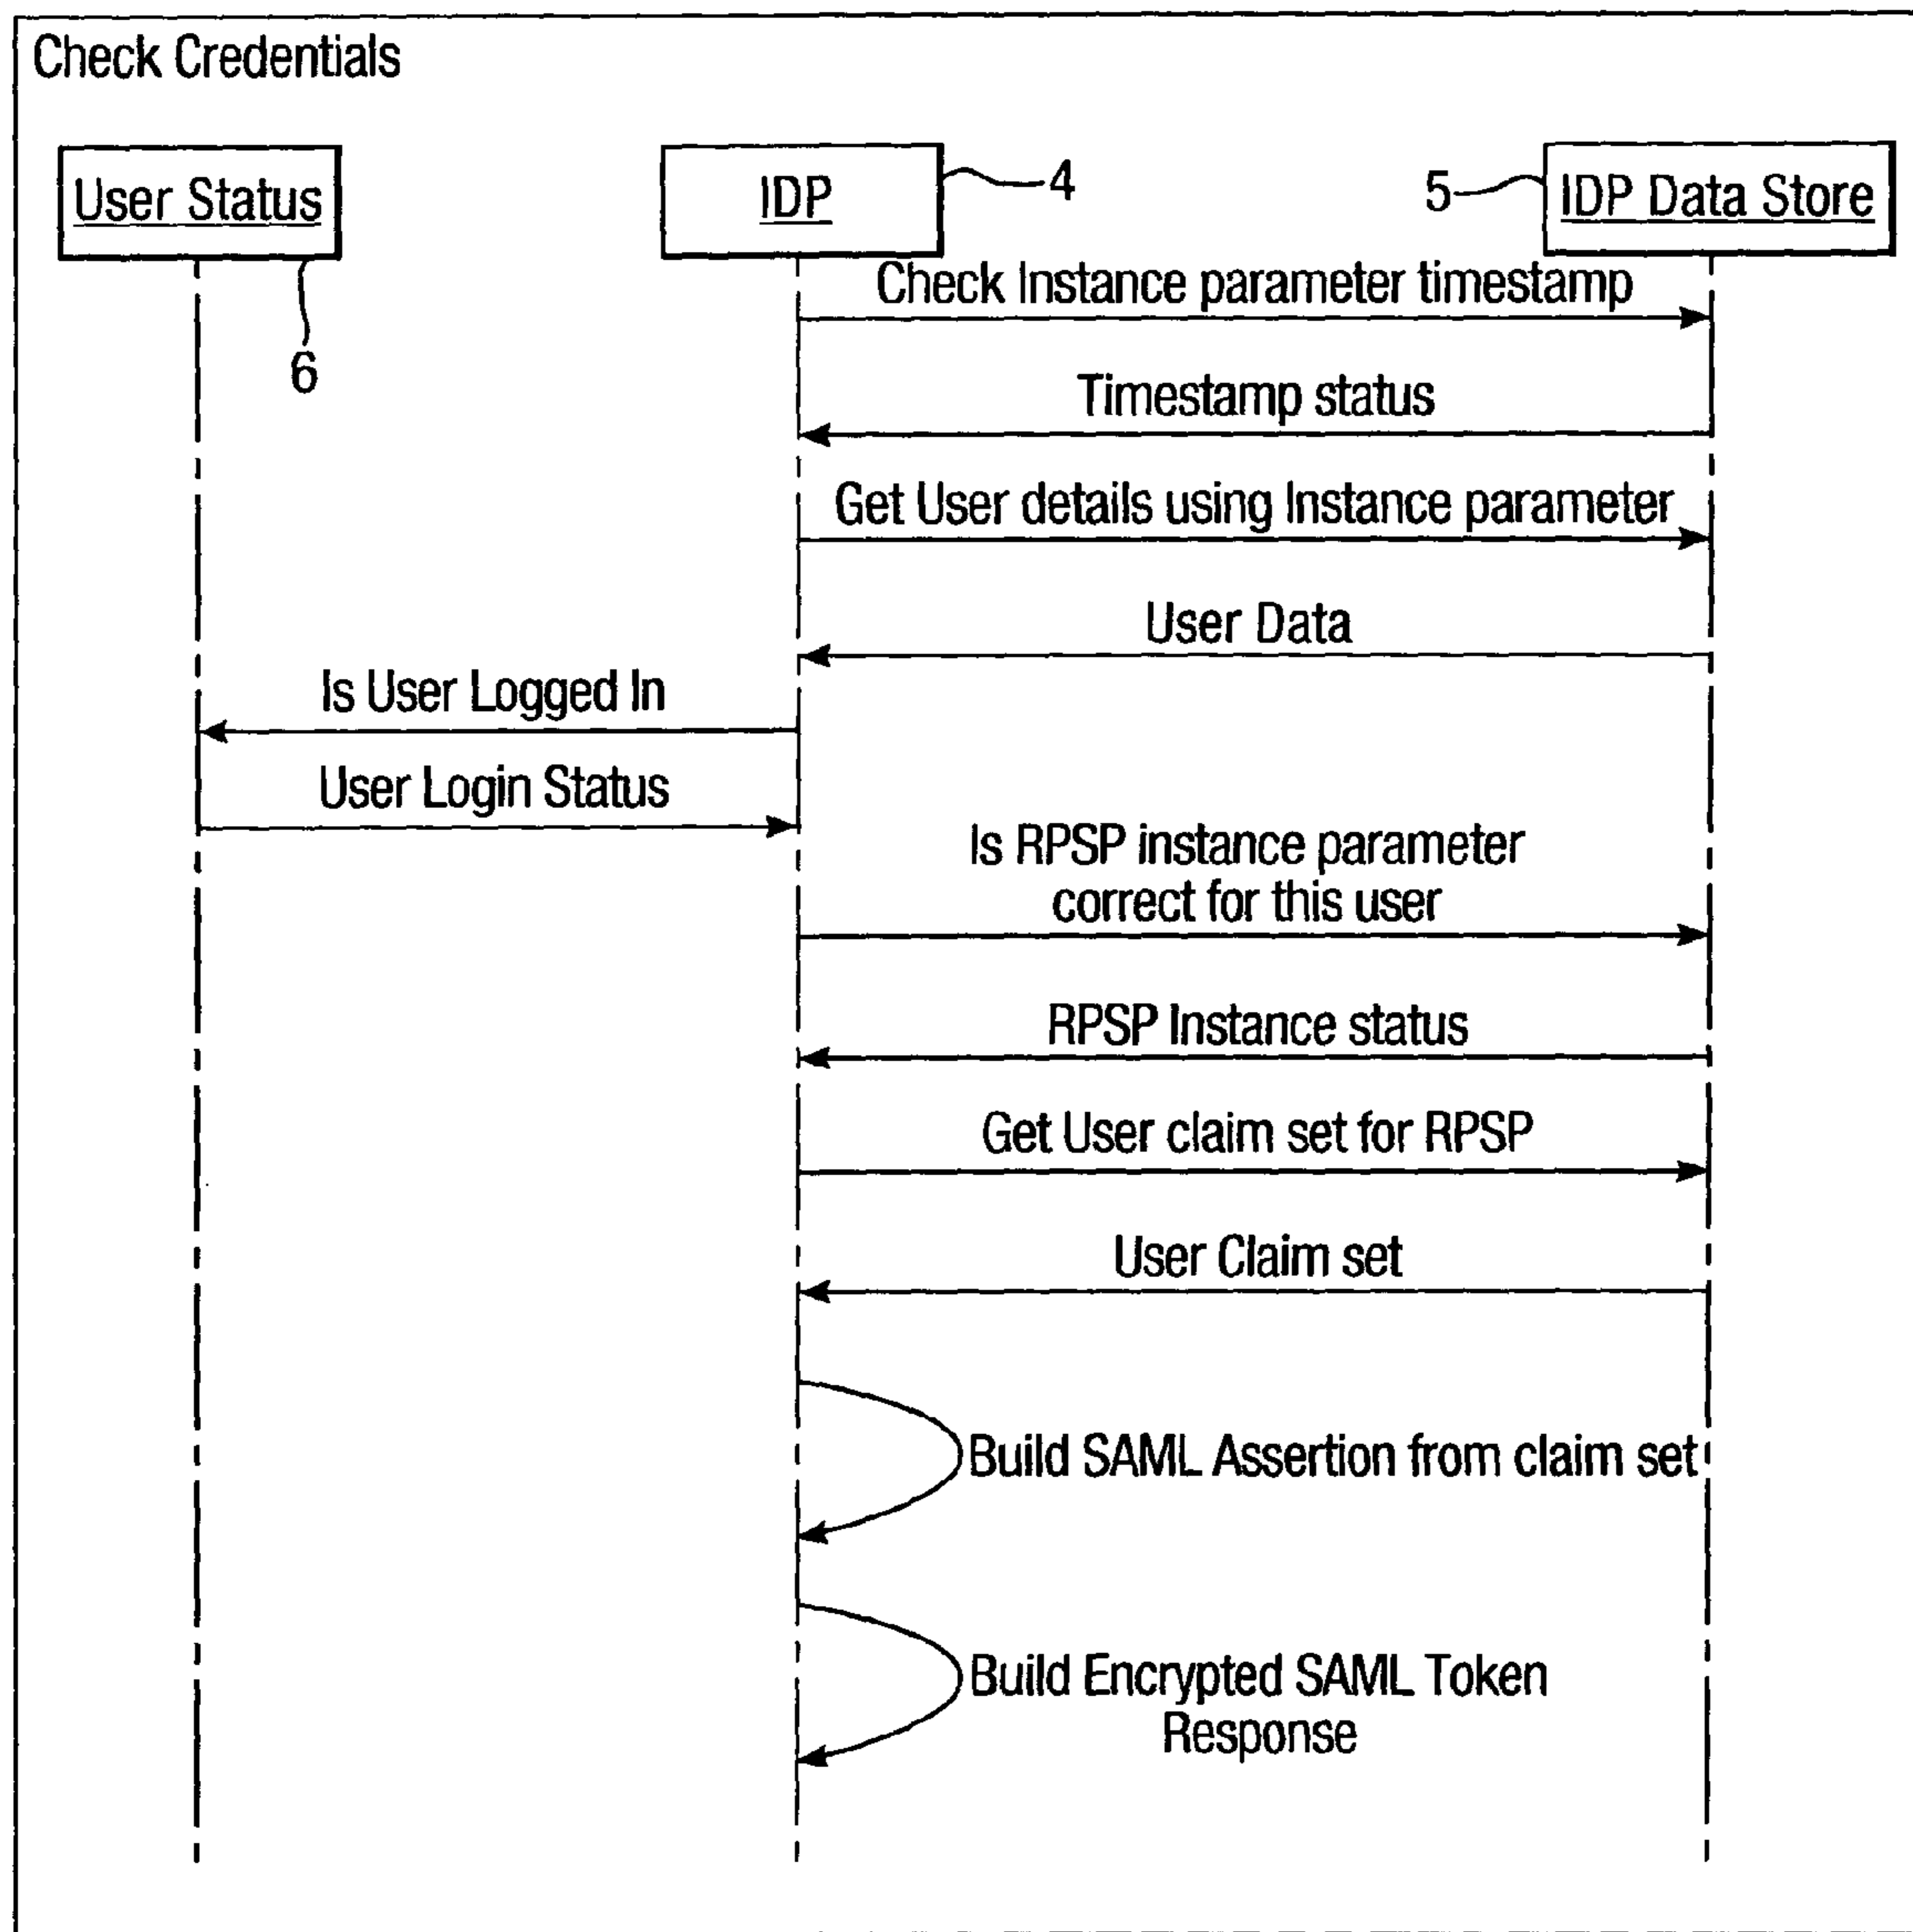 Check Credentials
User Status
IDP
4
5
IDP Data Store
6
Check Instance parameter timestamp
Timestamp status
Get User details using Instance parameter
User Data
Is User Logged In
User Login Status
Is RPSP instance parameter
correct for this user
RPSP Instance status
Get User claim set for RPSP
User Claim set
Build SAML Assertion from claim set
Build Encrypted SAML Token
Response